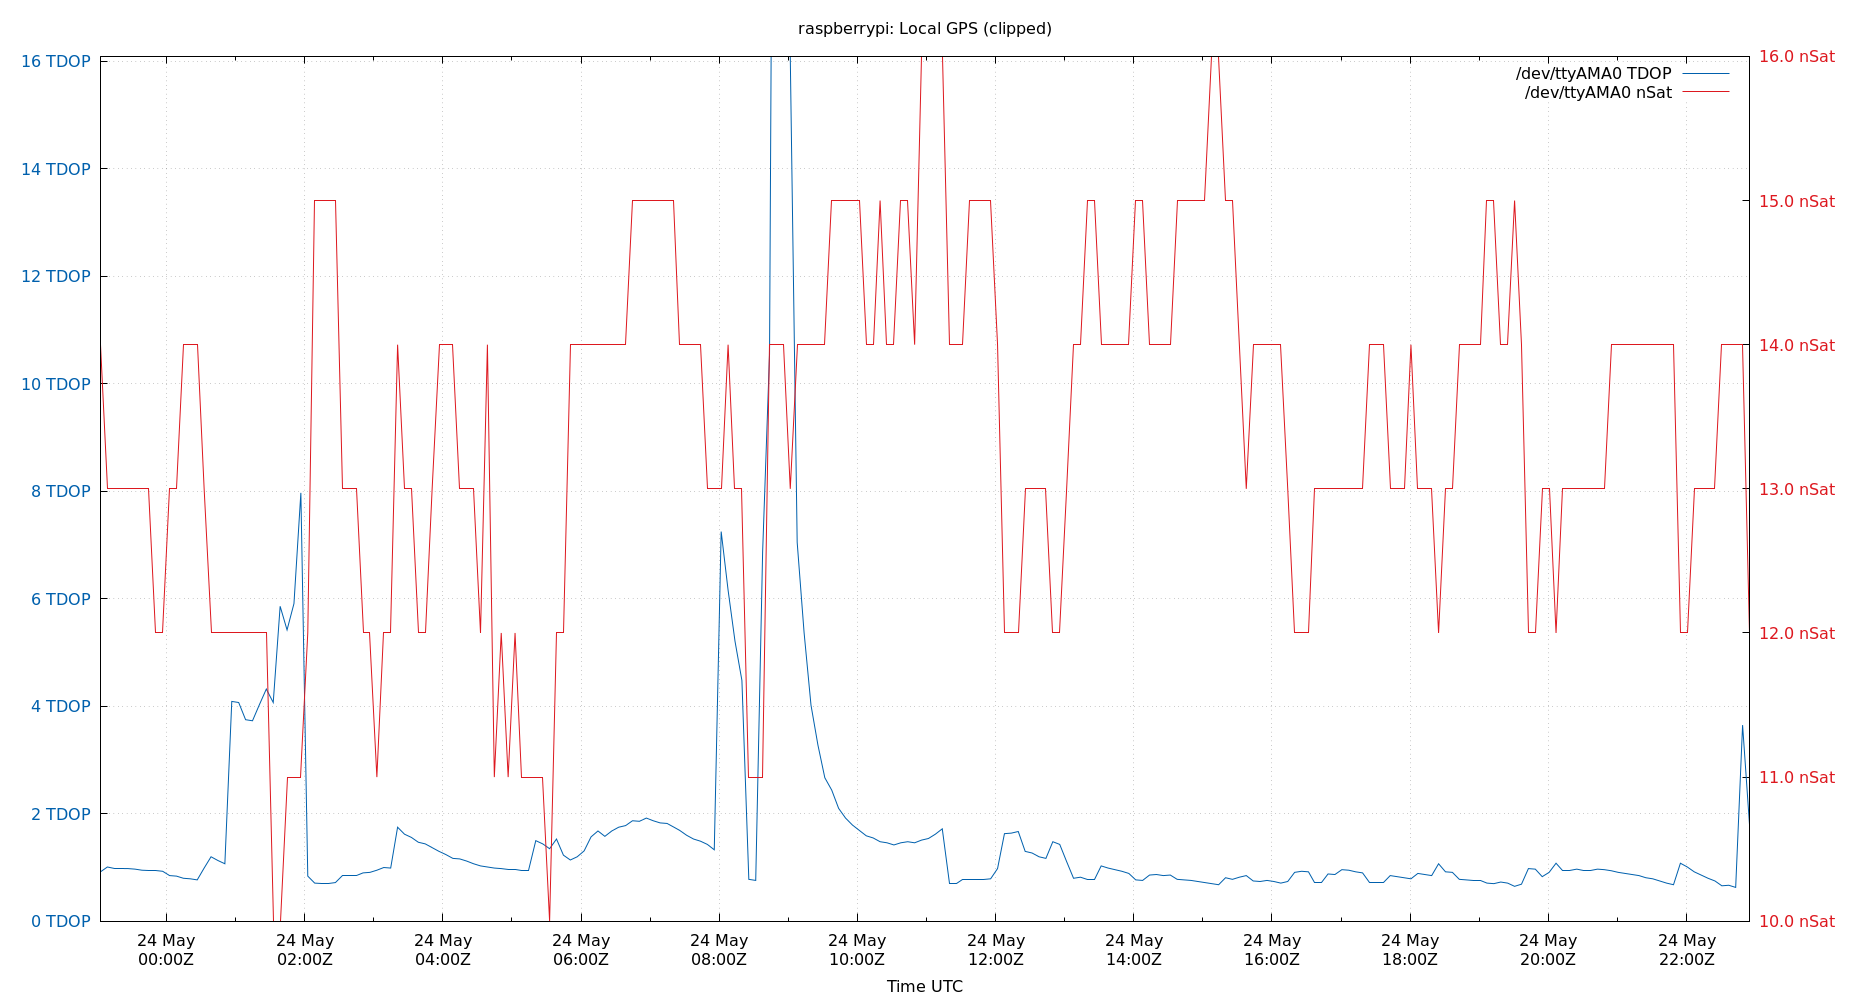 raspberrypi: Local GPS (clipped)
16 TDOP
14 TDOP
12 TDOP
10 TDOP
8 TDOP
6 TDOP
4 TDOP
2 TDOP
0 TDOP
/dev/ttyAMA0 TDOP
/dev/ttyAMA0 nSat
16.0 nSat
15.0 nSat
14.0 nSat
13.0 nSat
12.0 nSat
11.0 nSat
10.0 nSat
24 May
00:00Z
24 May
02:00Z
24 May
04:00Z
24 May
06:00Z
24 May
08:00Z
24 May
10:00Z
24 May
12:00Z
24 May
14:00Z
24 May
16:00Z
24 May
18:00Z
24 May
20:00Z
24 May
22:00Z
Time UTC